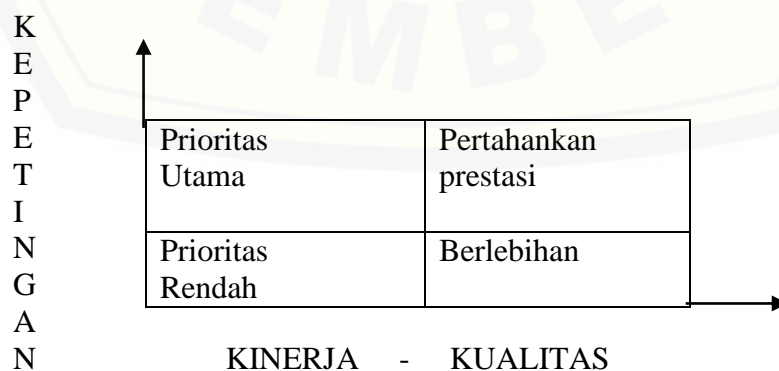 K
E
P
E
T
I
N
G
A
N
Prioritas
Utama
Pertahankan
prestasi
Prioritas
Rendah
Berlebihan
KINERJA - KUALITAS